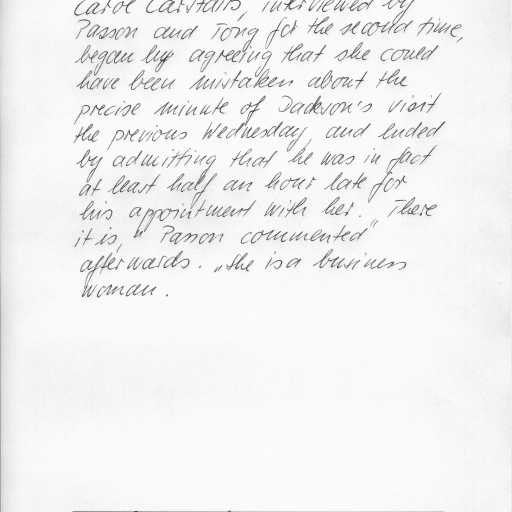 Carol Carstairs, interviewed by
Passon and Tong for the second time,
began by agreeing that she could
have been mistaken about the
precise minute of Dackson's visit
the previous Wednesday, and ended
by admitting that he was in fact
at least half an hour late for
his appointment with her. "There
it is," Passon commented
afterwards. "She is a business
woman.